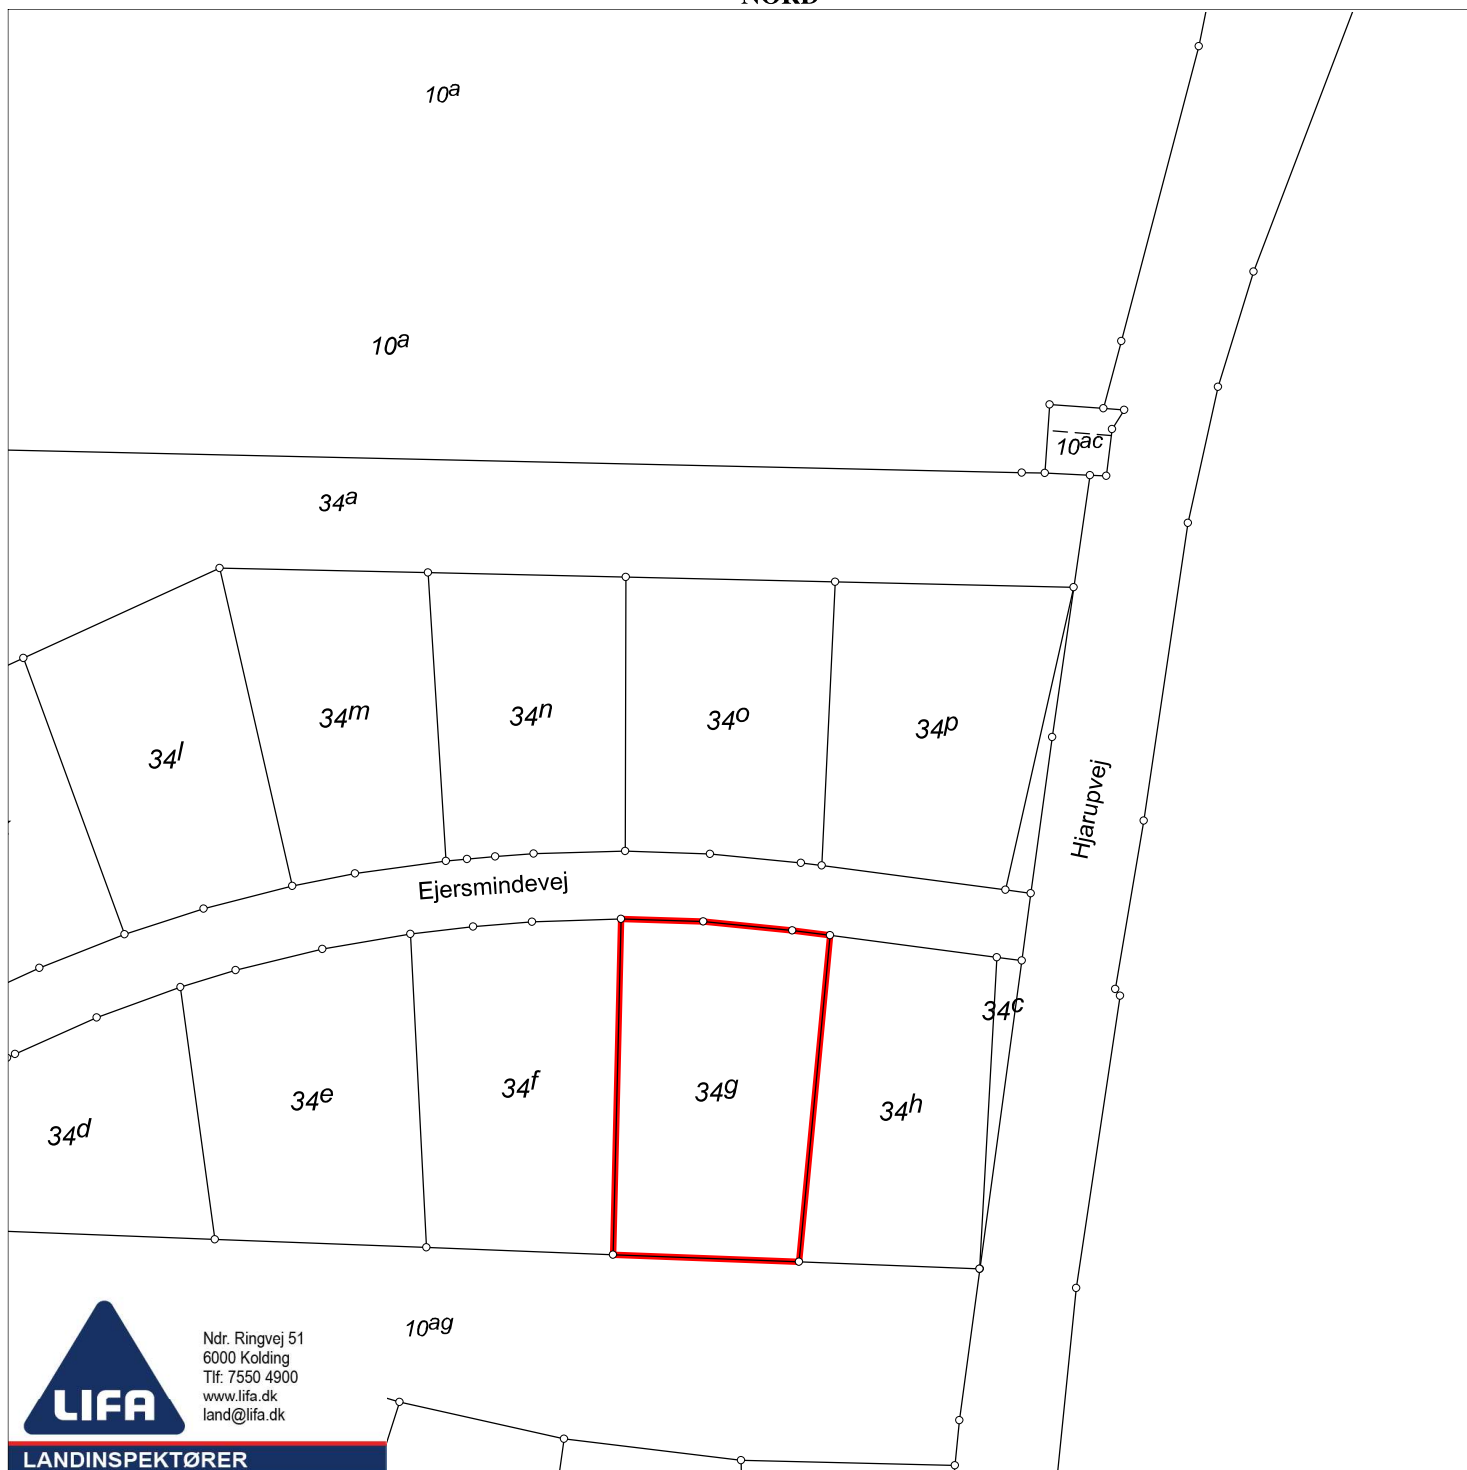 NORD
10a
10a
10ac
34a
34l
34m
34n
34o
34p
Hjarupvej
Ejersmindevej
34c
34d
34e
34f
34g
34h
10ag
LIFA
Ndr. Ringvej 51
6000 Kolding
Tlf: 7550 4900
www.lifa.dk
land@lifa.dk
LANDINSPEKTØRER